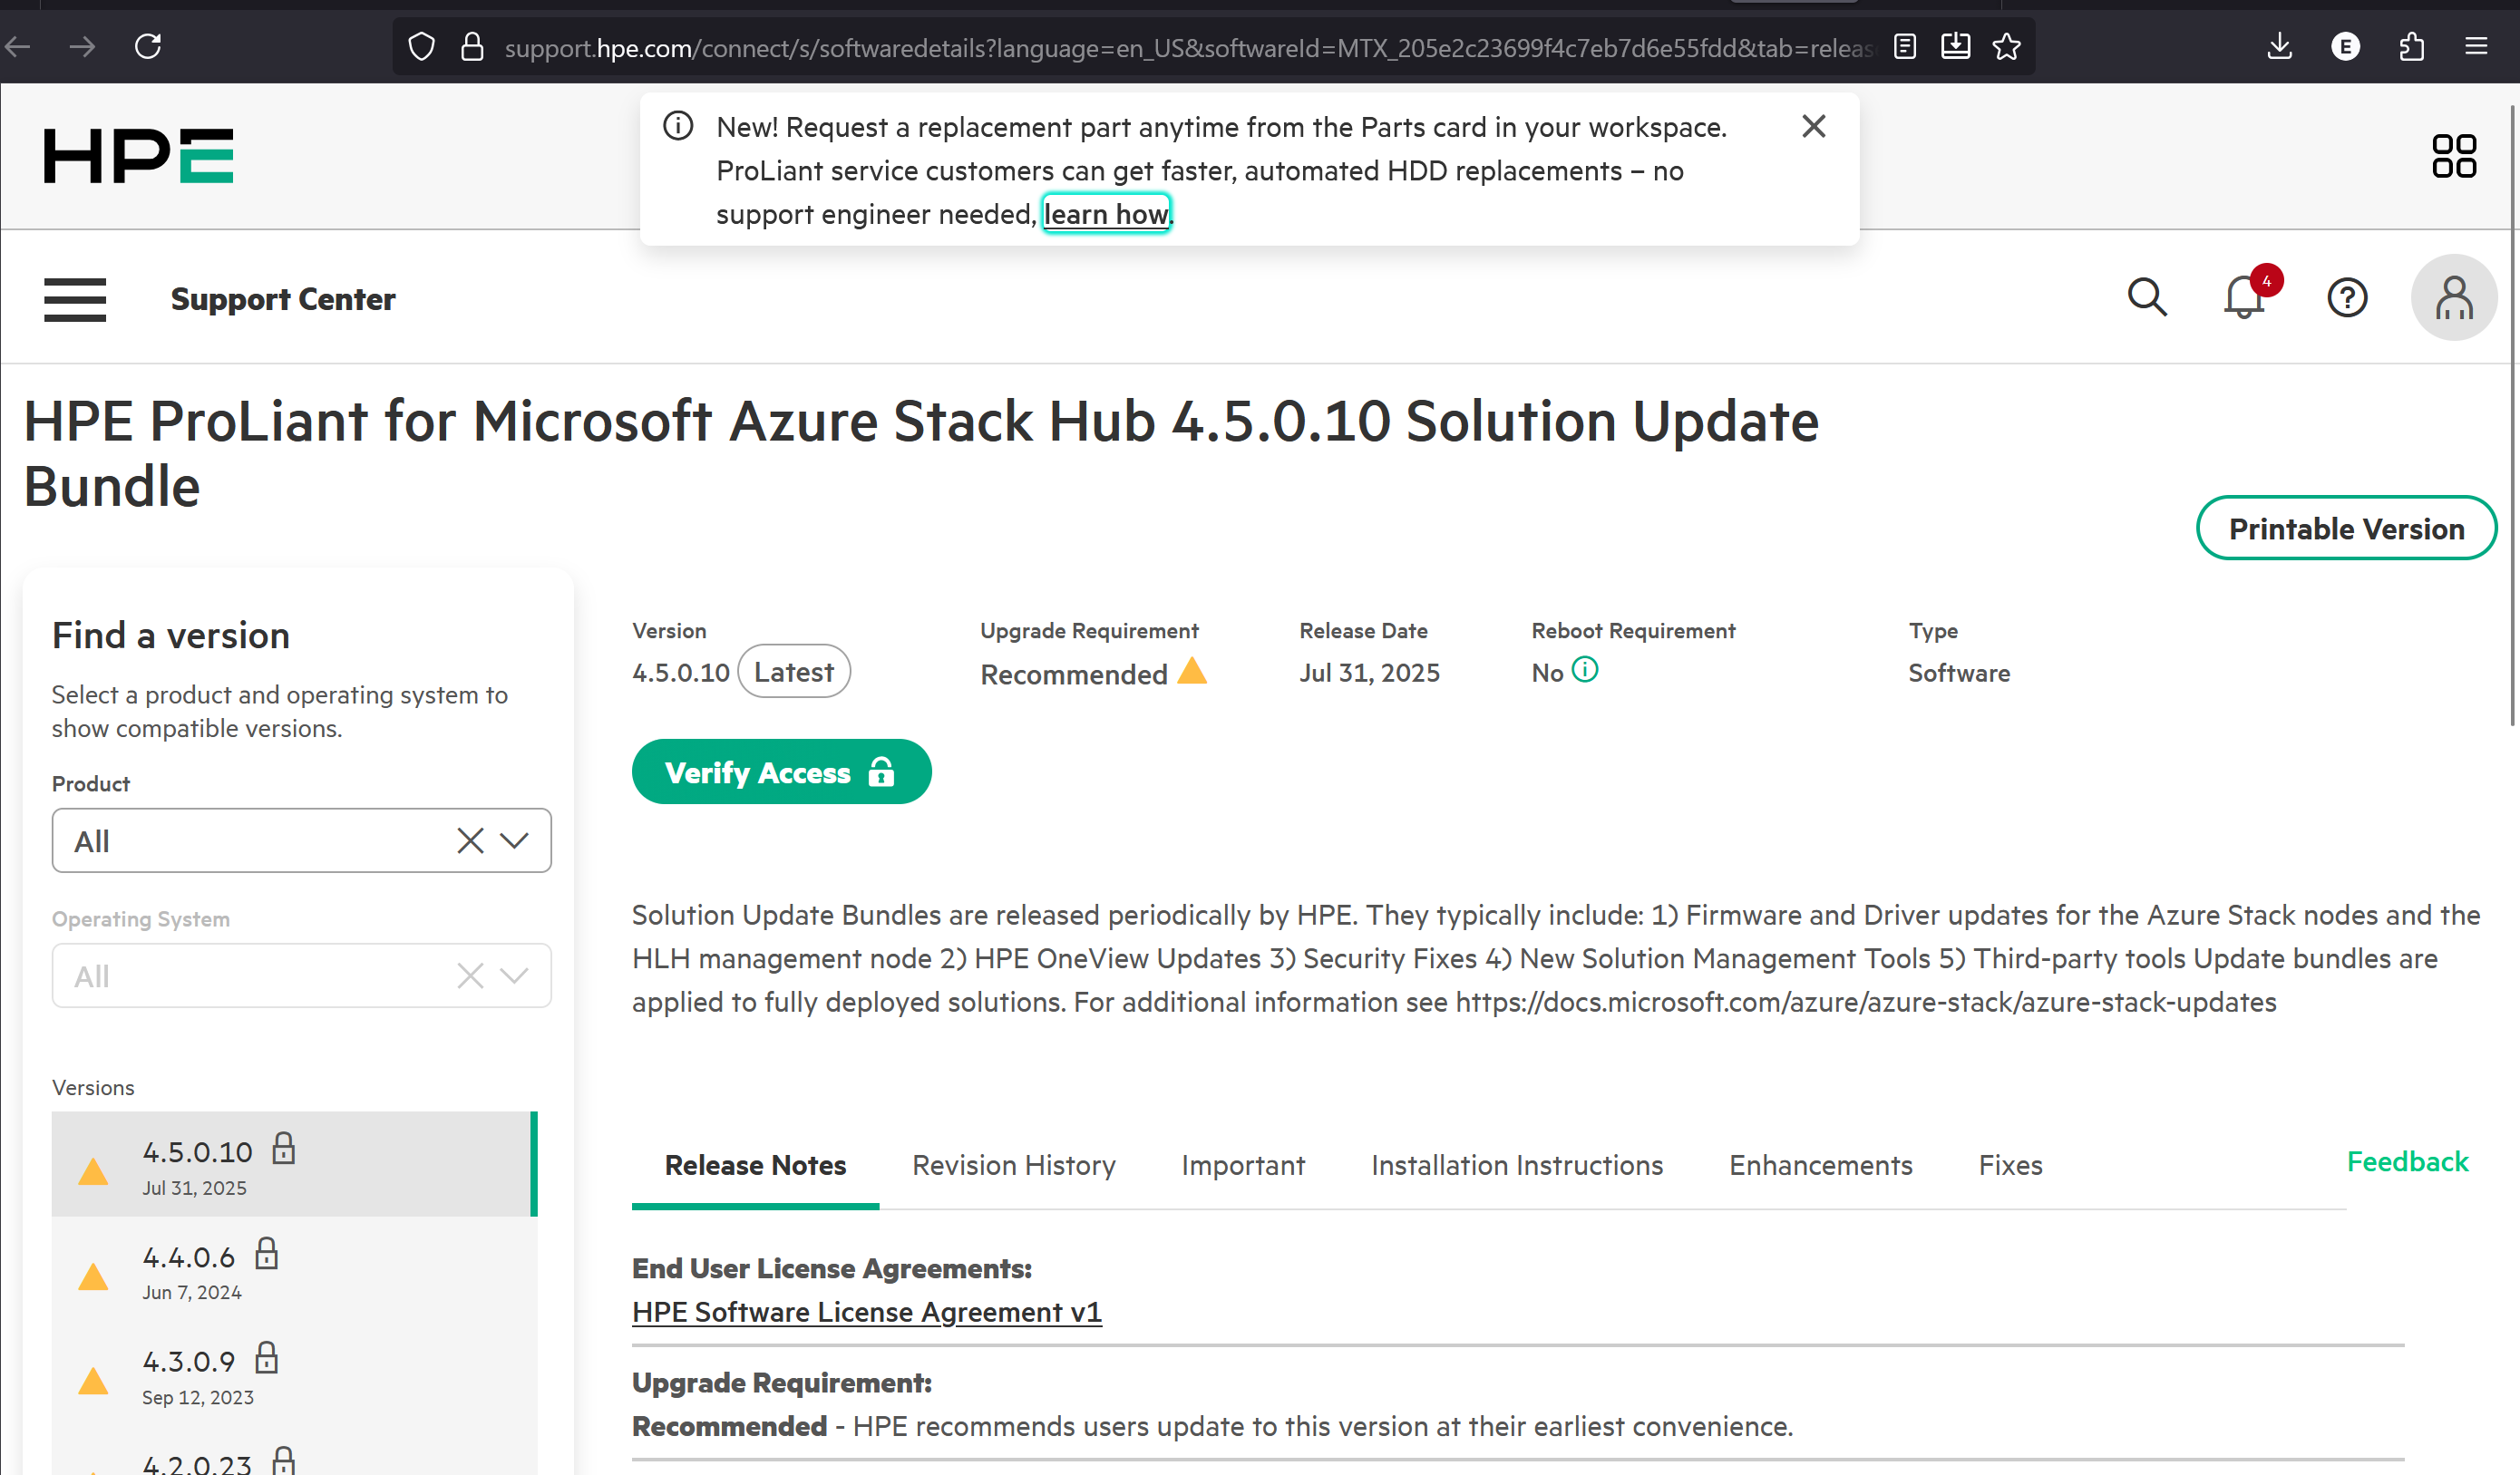 support.hpe.com/connect/s/softwaredetails?language=en_US&softwareId=MTX_205e2c23699f4c7eb7d6e55fdd&tab=releas
E
HPE
New! Request a replacement part anytime from the Parts card in your workspace.
ProLiant service customers can get faster, automated HDD replacements – no
support engineer needed, learn how.
Support Center
4
HPE ProLiant for Microsoft Azure Stack Hub 4.5.0.10 Solution Update
Bundle
Printable Version
Find a version
Select a product and operating system to
show compatible versions.
Product
All
Operating System
All
Versions
4.5.0.10
Jul 31, 2025
4.4.0.6
Jun 7, 2024
4.3.0.9
Sep 12, 2023
4.2.0.23
Version
4.5.0.10 Latest
Upgrade Requirement
Recommended
Release Date
Jul 31, 2025
Reboot Requirement
No
Type
Software
Verify Access
Solution Update Bundles are released periodically by HPE. They typically include: 1) Firmware and Driver updates for the Azure Stack nodes and the
HLH management node 2) HPE OneView Updates 3) Security Fixes 4) New Solution Management Tools 5) Third-party tools Update bundles are
applied to fully deployed solutions. For additional information see https://docs.microsoft.com/azure/azure-stack/azure-stack-updates
Release Notes Revision History Important Installation Instructions Enhancements Fixes
Feedback
End User License Agreements:
HPE Software License Agreement v1
Upgrade Requirement:
Recommended - HPE recommends users update to this version at their earliest convenience.